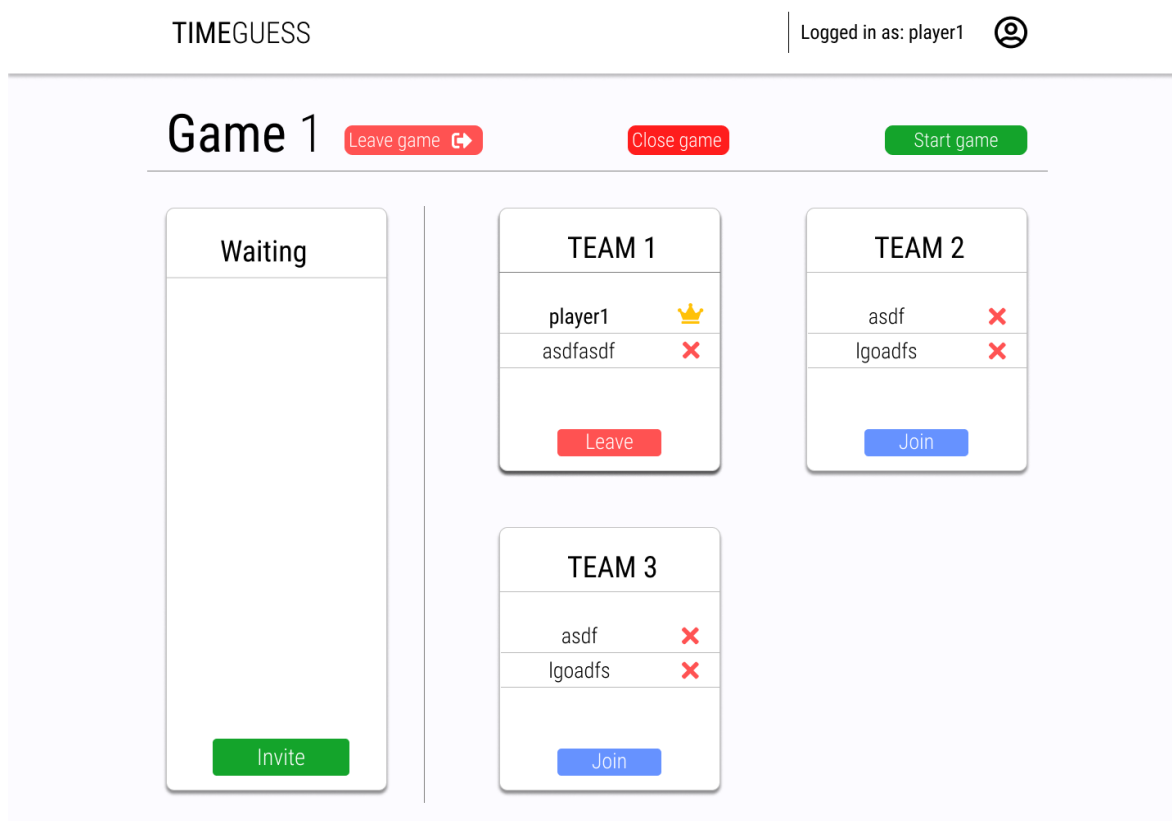 TIMEGUESS
Logged in as: player1
Game 1
Leave game
Close game
Start game
Waiting
Invite
TEAM 1
player1
asdfasdf
Leave
TEAM 2
asdf
lgoadfs
Join
TEAM 3
asdf
lgoadfs
Join